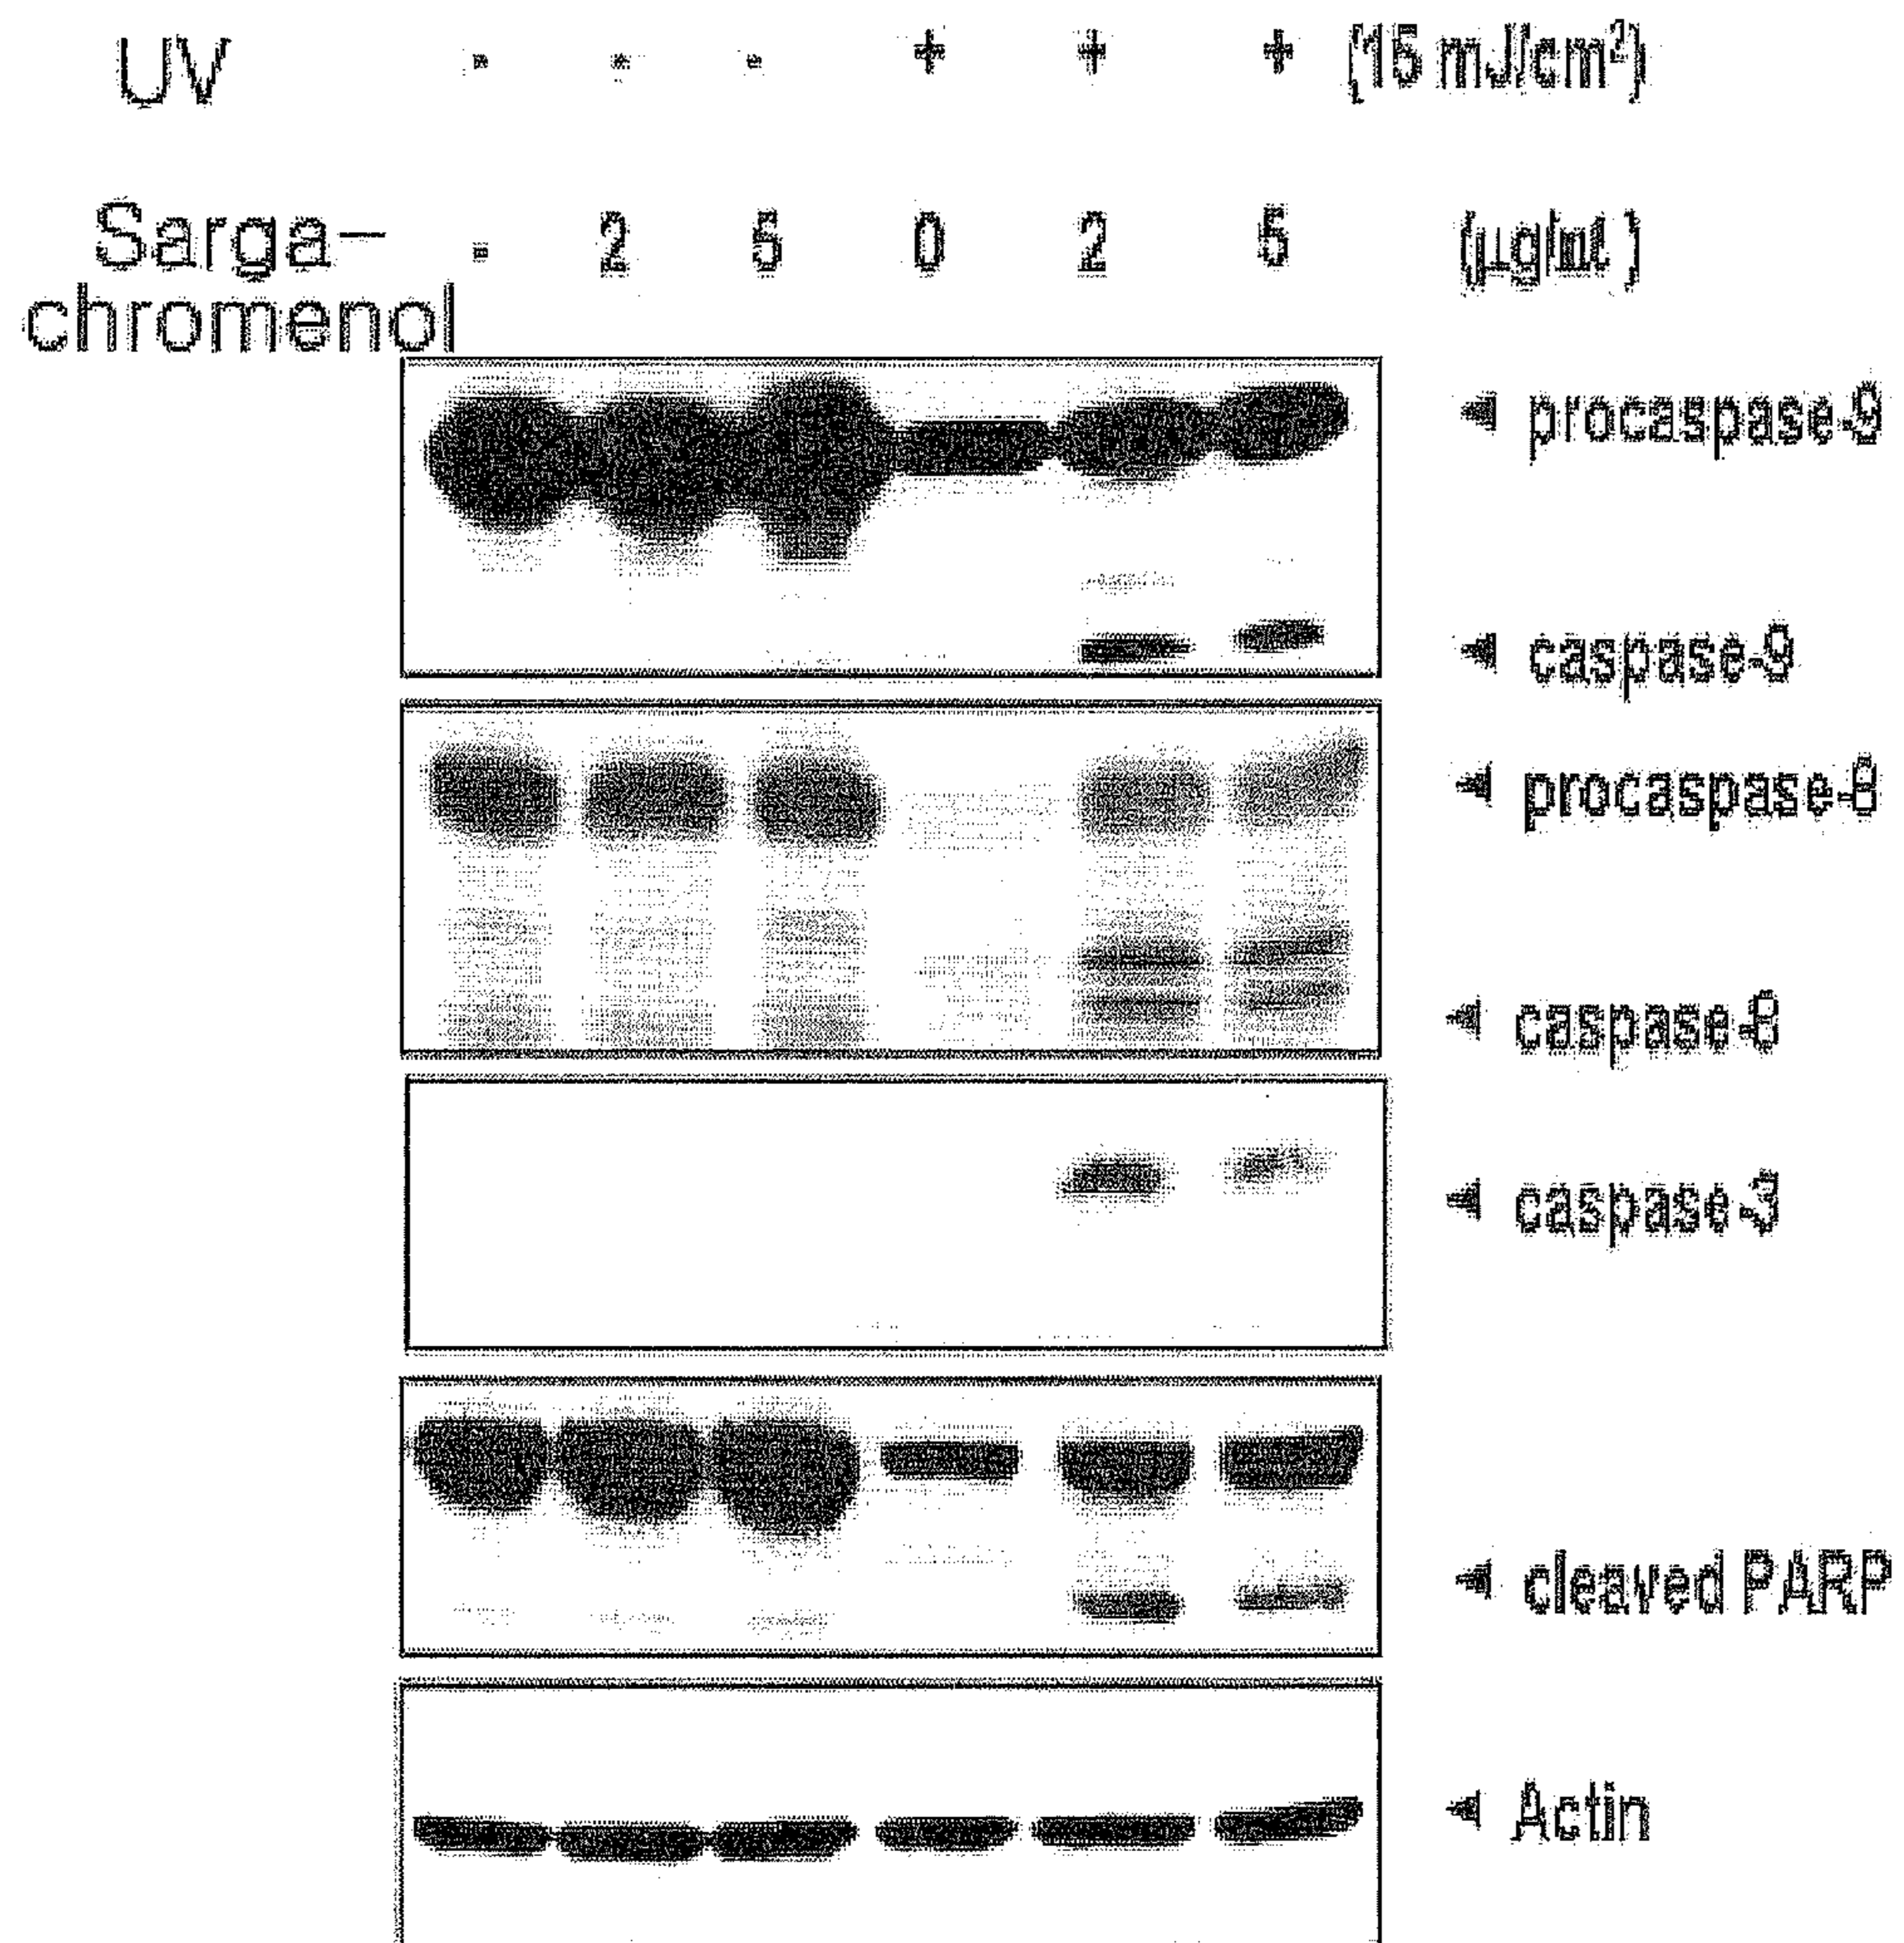 UV - - - + + + (15 mJ/cm²)
Sarga-
chromenol - 2 5 0 2 5 (μg/ml)
procaspase-9
caspase-9
procaspase-8
caspase-8
caspase-3
cleaved PARP
Actin